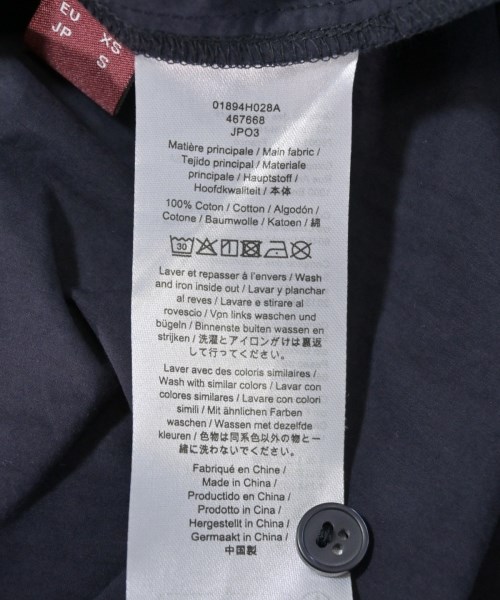 EU XS
JP S
01894H028A
467668
JPO3
Matière principale / Main fabric /
Tejido principal / Materiale
principale / Hauptstoff /
Hoofdkwaliteit / 本体
100% Coton / Cotton / Algodón /
Cotone / Baumwolle / Katoen / 綿
30
Laver et repasser à l'envers / Wash
and iron inside out / Lavar y planchar
al reves / Lavare e stirare al
rovescio / Vpn links waschen und
bügeln / Binnenste buiten wassen en
strijken / 洗濯とアイロンがけは裏返
して行ってください。
Laver avec des coloris similaires /
Wash with similar colors / Lavar con
colores similares / Lavare con colori
simili / Mit ähnlichen Farben
waschen / Wassen met dezelfde
kleuren / 色物は同系色以外の物と一
緒に洗わないでください。
Fabriqué en Chine /
Made in China /
Productido en China /
Prodotto in Cina /
Hergestellt in China /
Germaakt in China /
中国製